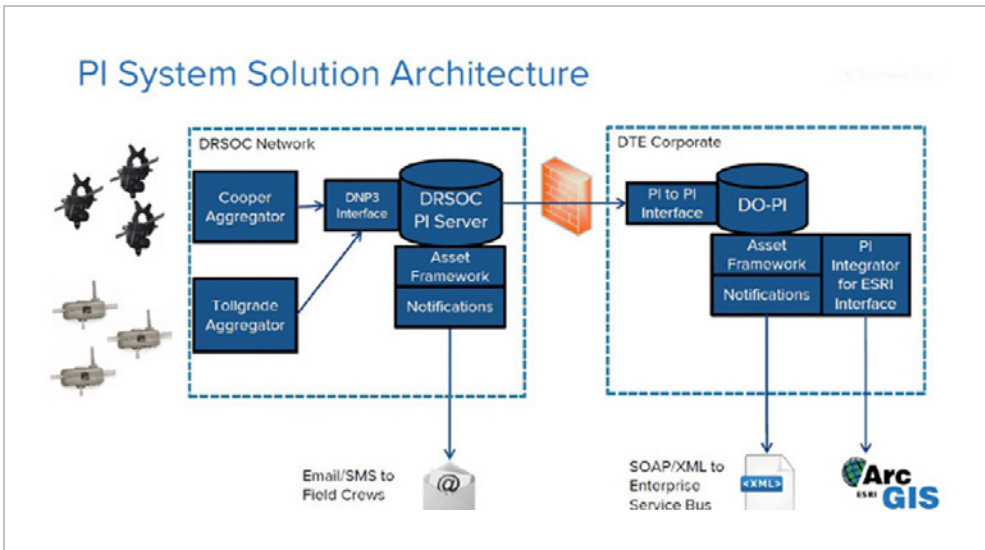 PI System Solution Architecture
DRSOC Network
Cooper
Aggregator
Tollgrade
Aggregator
DNP3
Interface
DRSOC
PI Server
Asset
Framework
Notifications
Email/SMS to
Field Crews
@
DTE Corporate
PI to PI
Interface
DO-PI
Asset
Framework
Notifications
PI
Integrator
for ESRI
Interface
SOAP/XML to
Enterprise
Service Bus
<XML>
Arc
ESRI
GIS